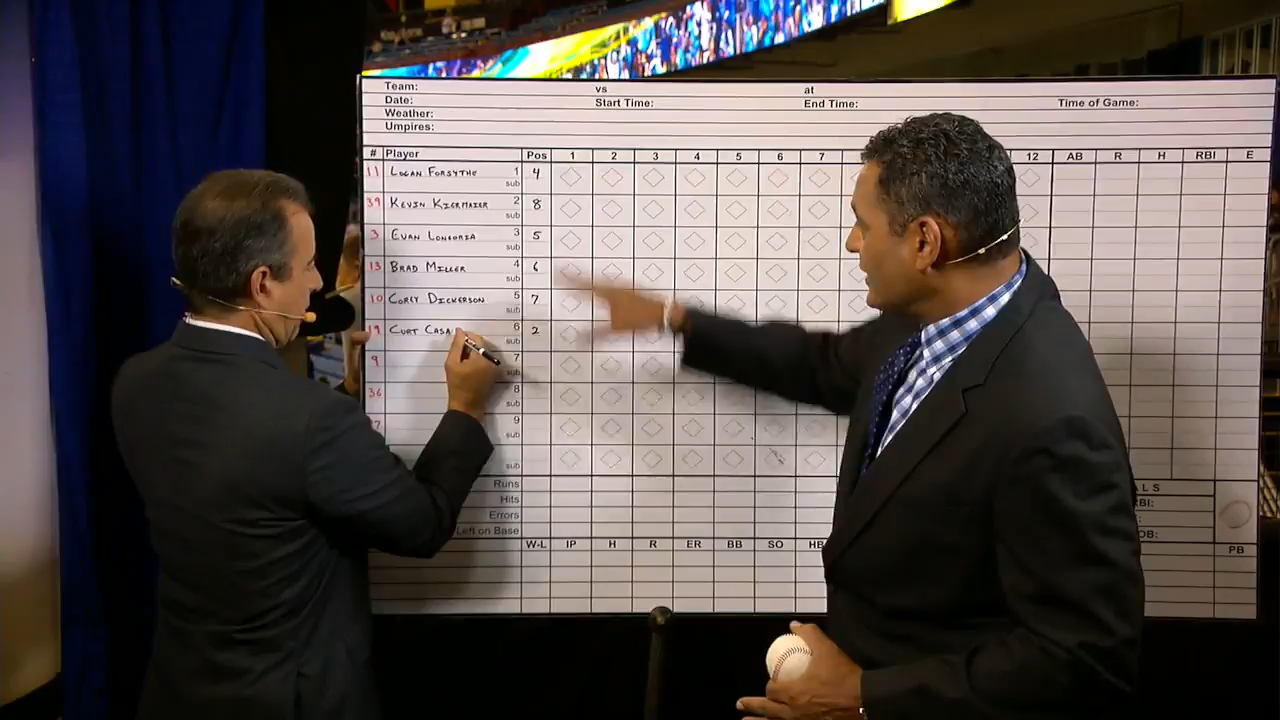 Team: vs at
Date: Start Time: End Time: Time of Game:
Weather:
Umpires:
# Player Pos 1 2 3 4 5 6 7 12 AB R H RBI E
11 LOGAN FORSYTHE 1 4
sub
39 KEVIN KIERMAIER 2 8
sub
3 EVAN LONGORIA 3 5
sub
13 BRAD MILLER 4 6
sub
10 COREY DICKERSON 5 7
sub
19 CURT CASA 6 2
sub
9 7
sub
36 8
sub
9
sub
sub
Runs
Hits
Errors
Left on Base
W-L IP H R ER BB SO HB PB